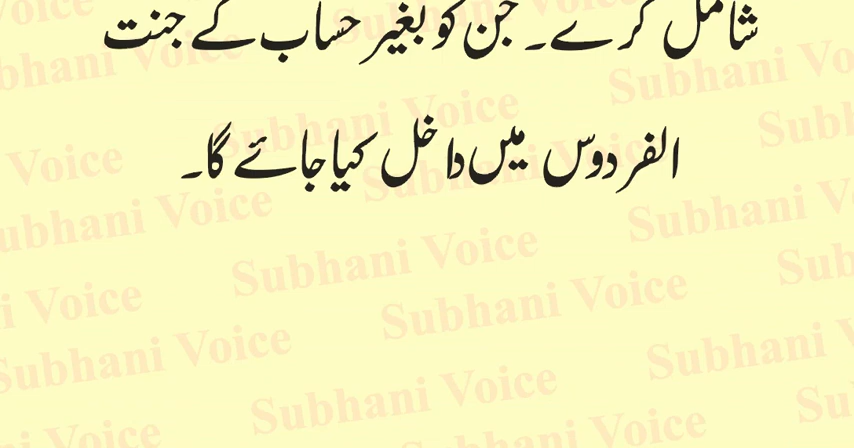 شامل کرے۔ جن کو بغیر حساب کے جنت
الفردوس میں داخل کیا جائے گا۔
Subhani Voice